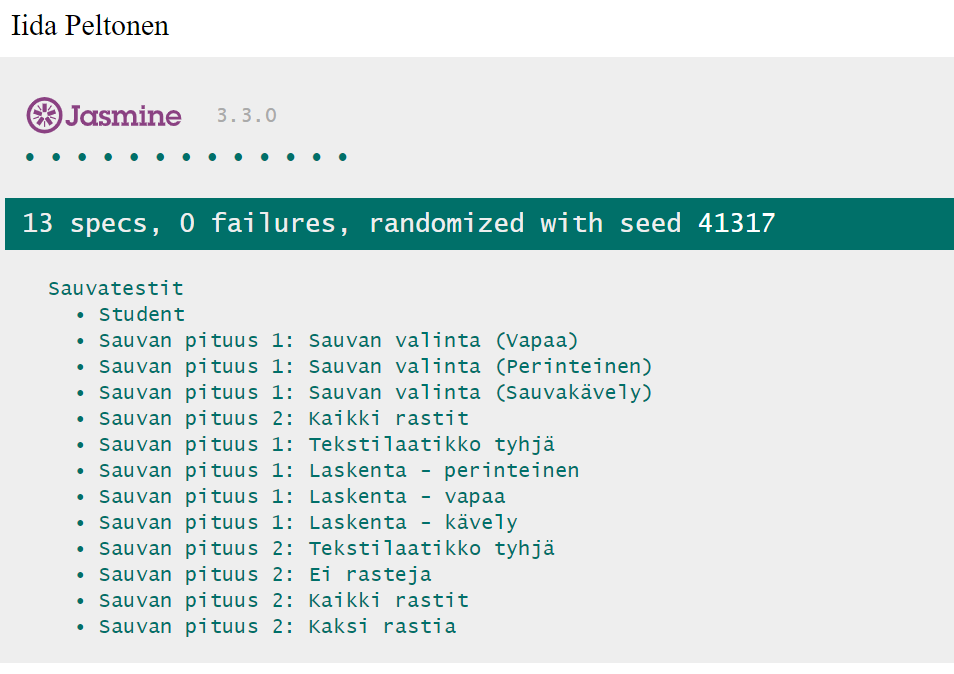 Iida Peltonen
Jasmine 3.3.0
• • • • • • • • • • • • •
13 specs, 0 failures, randomized with seed 41317
Sauvatestit
• Student
• Sauvan pituus 1: Sauvan valinta (Vapaa)
• Sauvan pituus 1: Sauvan valinta (Perinteinen)
• Sauvan pituus 1: Sauvan valinta (Sauvakävely)
• Sauvan pituus 2: Kaikki rastit
• Sauvan pituus 1: Tekstilaatikko tyhjä
• Sauvan pituus 1: Laskenta - perinteinen
• Sauvan pituus 1: Laskenta - vapaa
• Sauvan pituus 1: Laskenta - kävely
• Sauvan pituus 2: Tekstilaatikko tyhjä
• Sauvan pituus 2: Ei rasteja
• Sauvan pituus 2: Kaikki rastit
• Sauvan pituus 2: Kaksi rastia